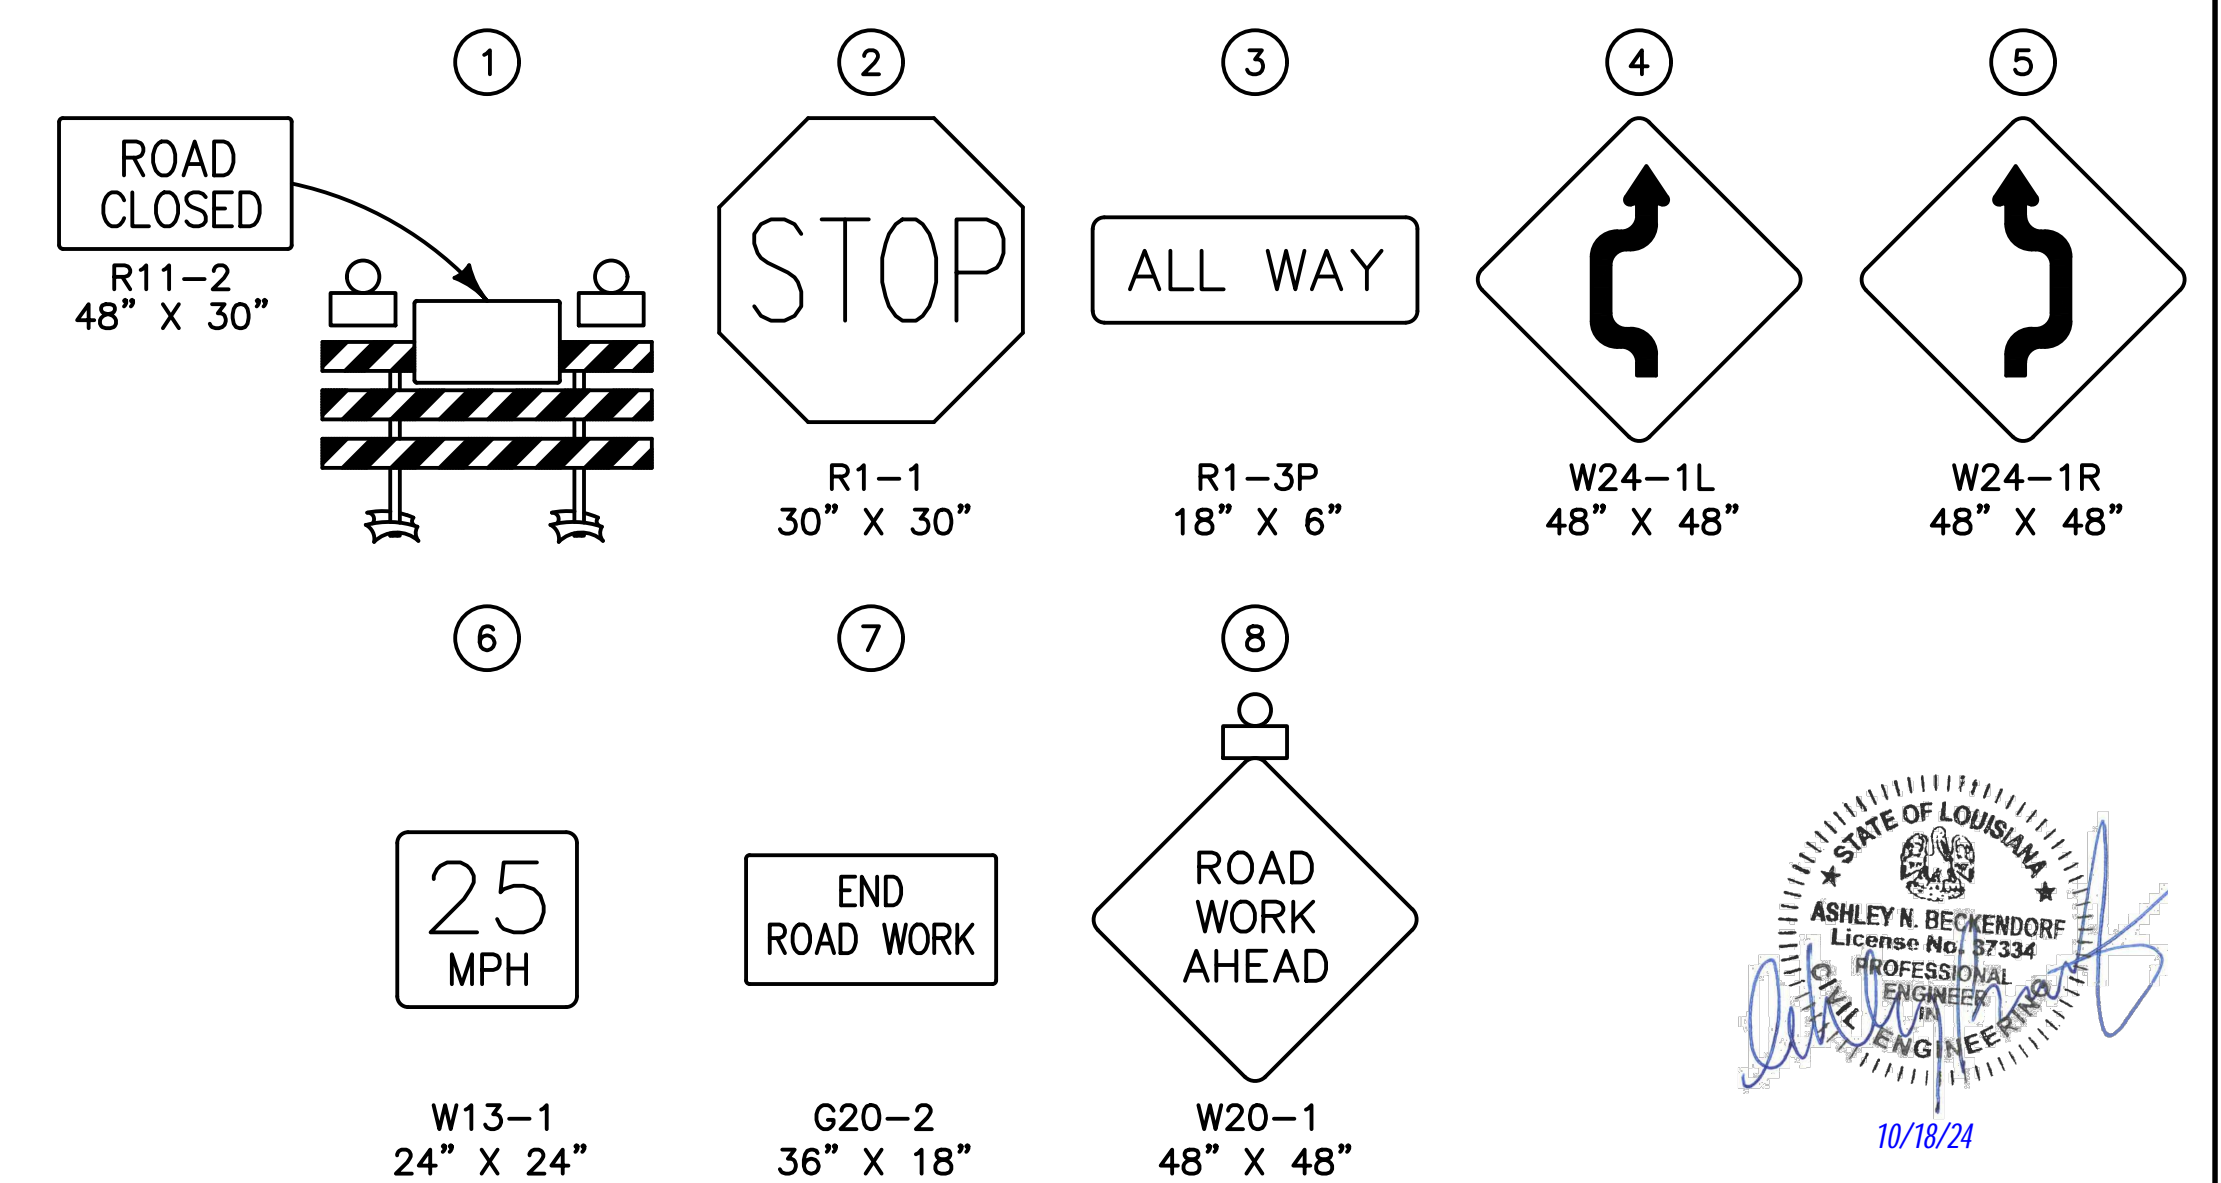 1
ROAD
CLOSED
R11-2
48” X 30”
2
STOP
R1-1
30” X 30”
3
ALL WAY
R1-3P
18” X 6”
4
W24-1L
48” X 48”
5
W24-1R
48” X 48”
6
25
MPH
W13-1
24” X 24”
7
END
ROAD WORK
G20-2
36” X 18”
8
ROAD
WORK
AHEAD
W20-1
48” X 48”
STATE OF LOUISIANA
ASHLEY N. BECKENDORF
License No. 37334
PROFESSIONAL
ENGINEER
IN
CIVIL ENGINEERING
10/18/24